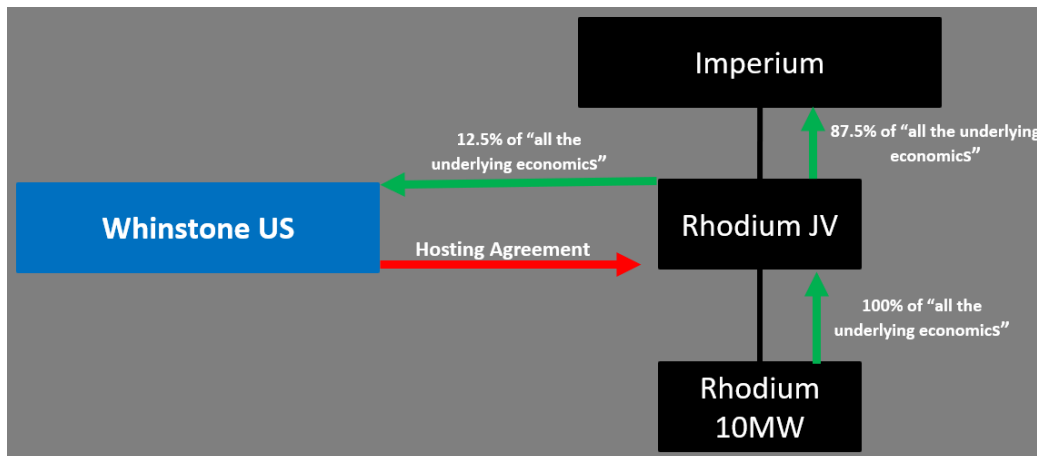 Imperium
12.5% of “all the
underlying economics”
87.5% of “all the underlying
economics”
Whinstone US
Rhodium JV
Hosting Agreement
100% of “all the
underlying economics”
Rhodium
10MW